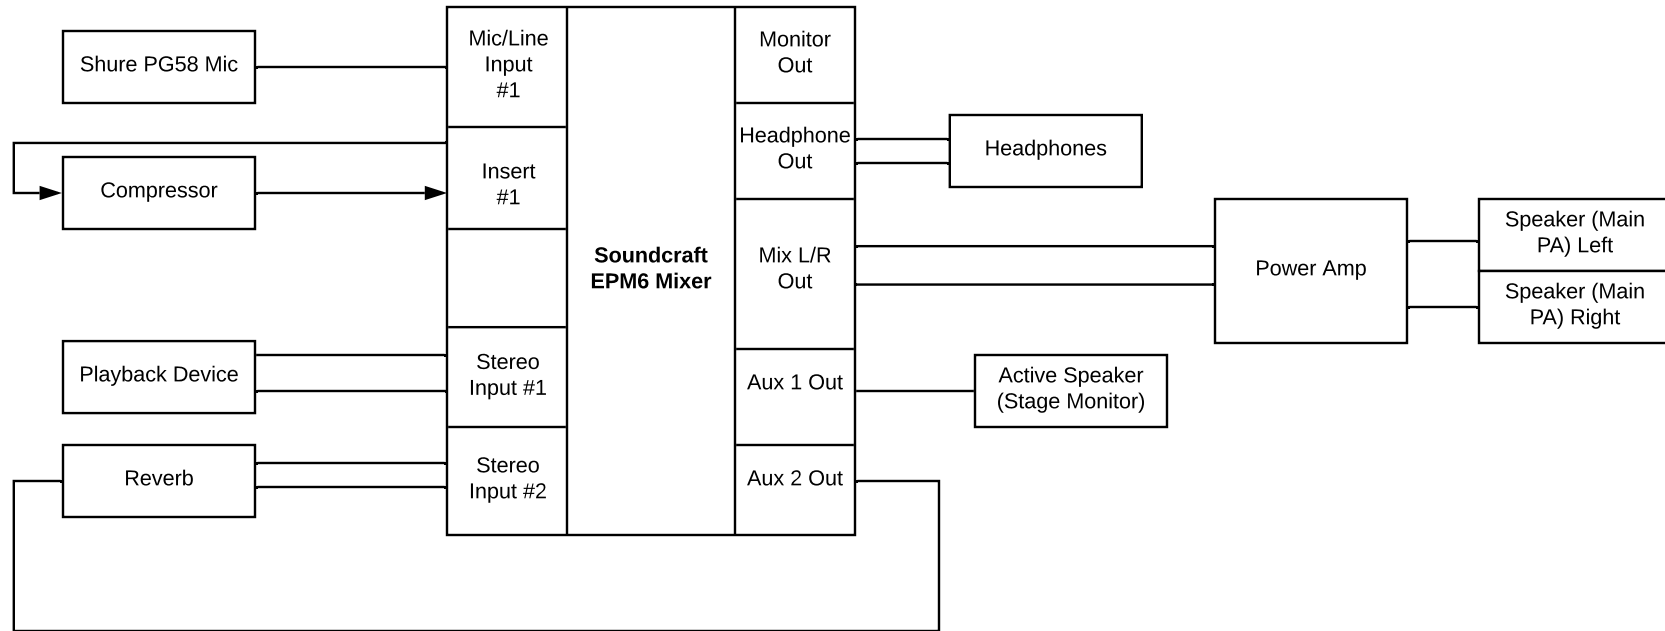 Shure PG58 Mic
Compressor
Playback Device
Reverb
Mic/Line
Input
#1
Insert
#1
Stereo
Input #1
Stereo
Input #2
Soundcraft
EPM6 Mixer
Monitor
Out
Headphone
Out
Mix L/R
Out
Aux 1 Out
Aux 2 Out
Headphones
Active Speaker
(Stage Monitor)
Power Amp
Speaker (Main
PA) Left
Speaker (Main
PA) Right